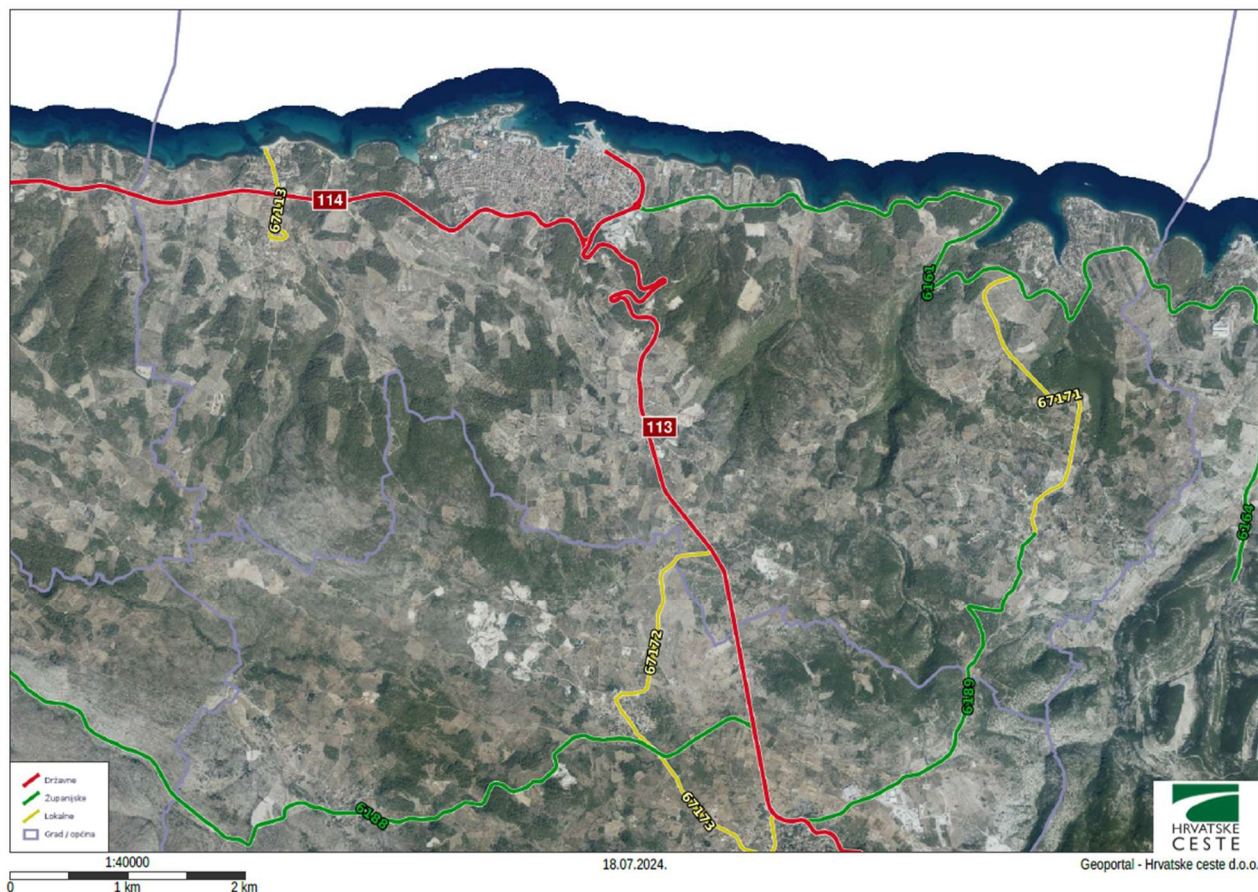 67113
114
6161
67171
113
6164
67172
6189
6188
67173
Državne
Županijske
Lokalne
Grad / općina
HRVATSKE
CESTE
1:40000
18.07.2024.
Geoportal - Hrvatske ceste d.o.o.
0 1 km 2 km